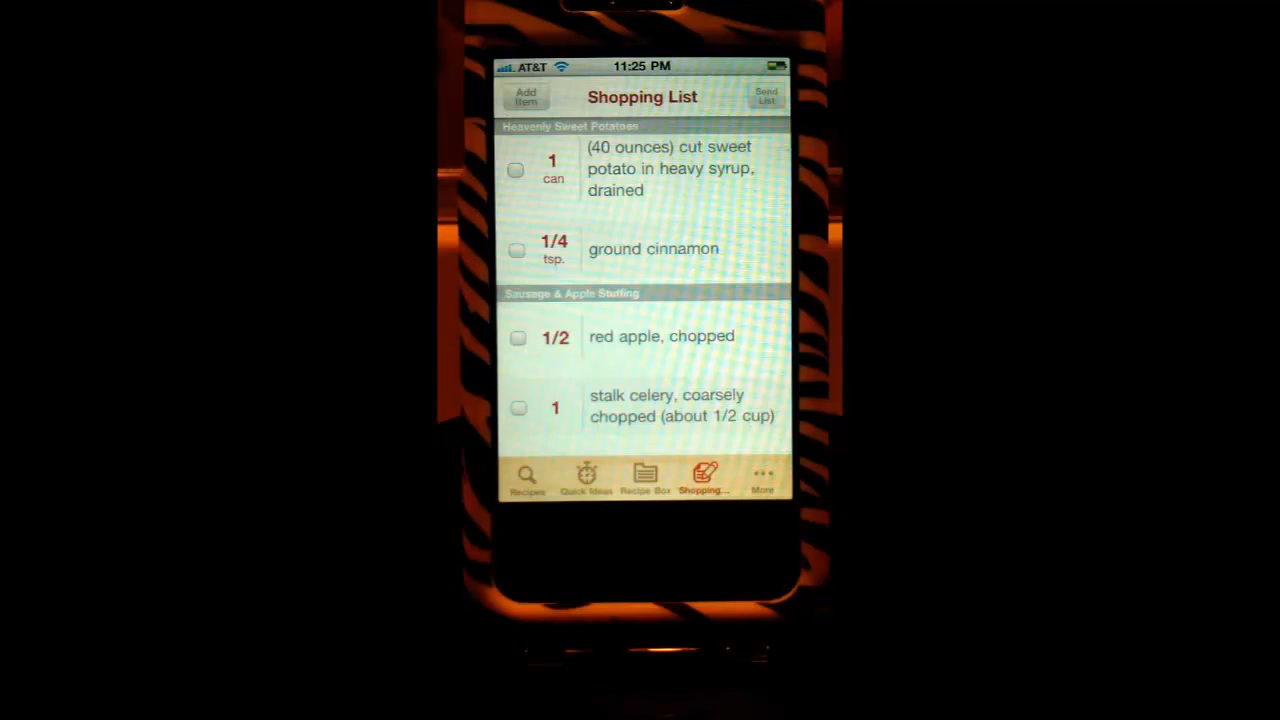 AT&T 11:25 PM
Add Item
Shopping List
Send List
Heavenly Sweet Potatoes
1 can
(40 ounces) cut sweet
potato in heavy syrup,
drained
1/4 tsp.
ground cinnamon
Sausage & Apple Stuffing
1/2
red apple, chopped
1
stalk celery, coarsely
chopped (about 1/2 cup)
Recipes Quick Ideas Recipe Box Shopping... More